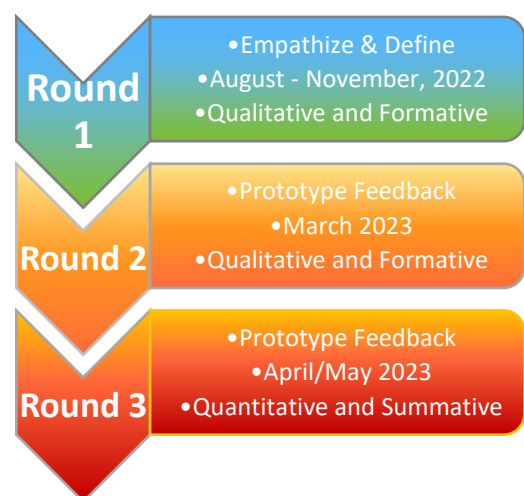 Round
1
•Empathize & Define
•August - November, 2022
•Qualitative and Formative
Round 2
•Prototype Feedback
•March 2023
•Qualitative and Formative
Round 3
•Prototype Feedback
•April/May 2023
•Quantitative and Summative